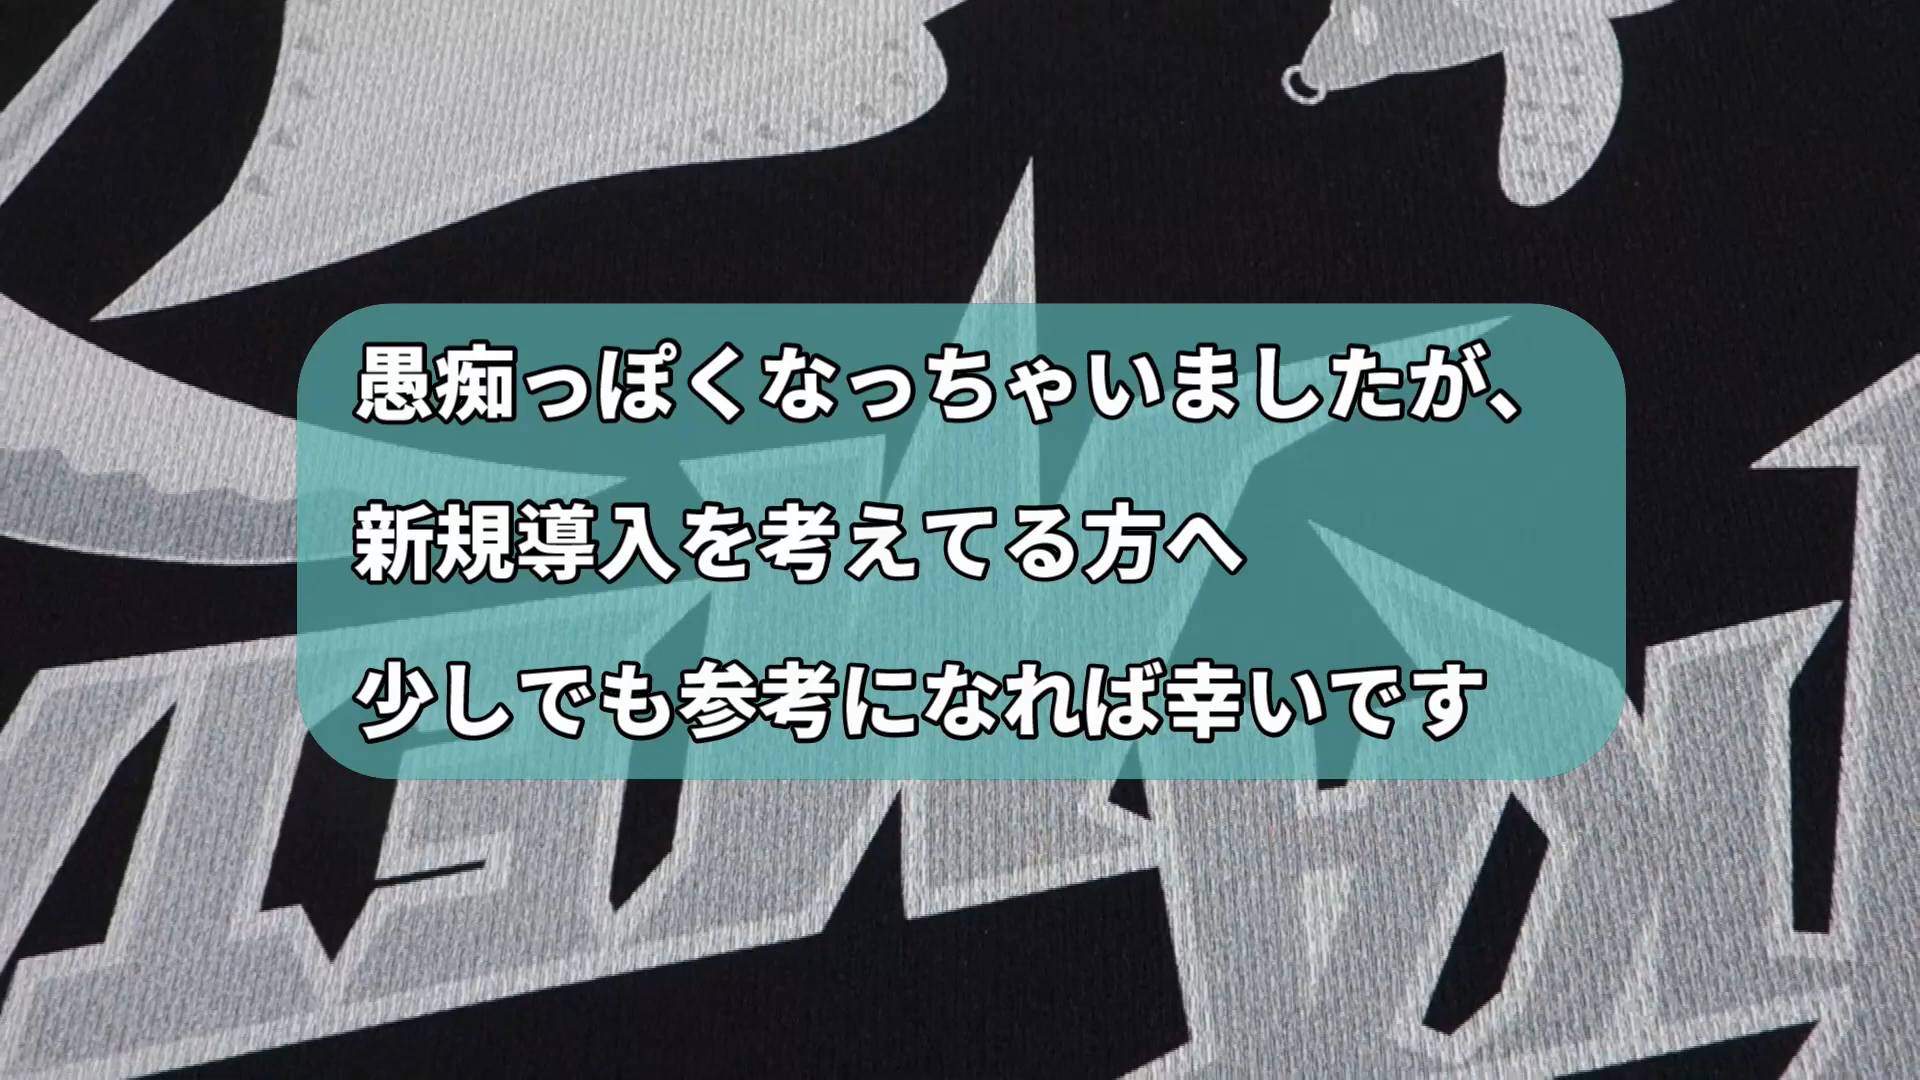 愚痴っぽくなっちゃいましたが、
新規導入を考えてる方へ
少しでも参考になれば幸いです